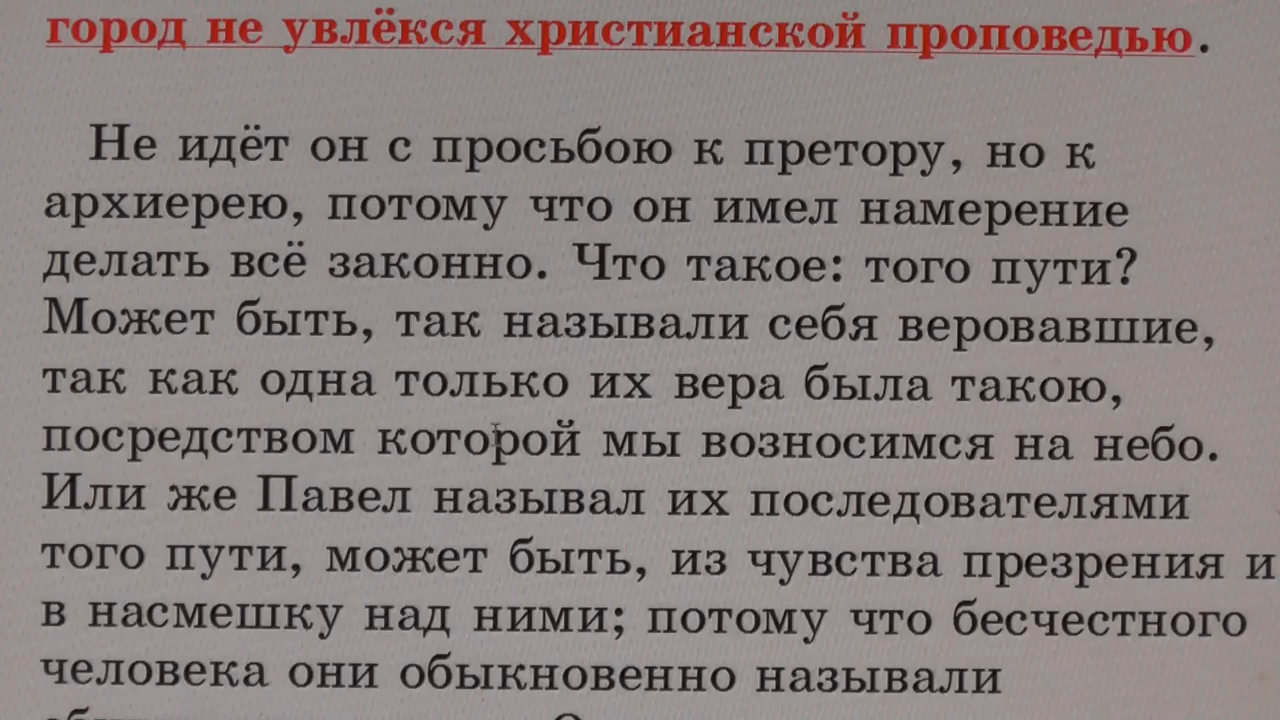 город не увлёкся христианской проповедью.
Не идёт он с просьбою к претору, но к
архиерею, потому что он имел намерение
делать всё законно. Что такое: того пути?
Может быть, так называли себя веровавшие,
так как одна только их вера была такою,
посредством которой мы возносимся на небо.
Или же Павел называл их последователями
того пути, может быть, из чувства презрения и
в насмешку над ними; потому что бесчестного
человека они обыкновенно называли